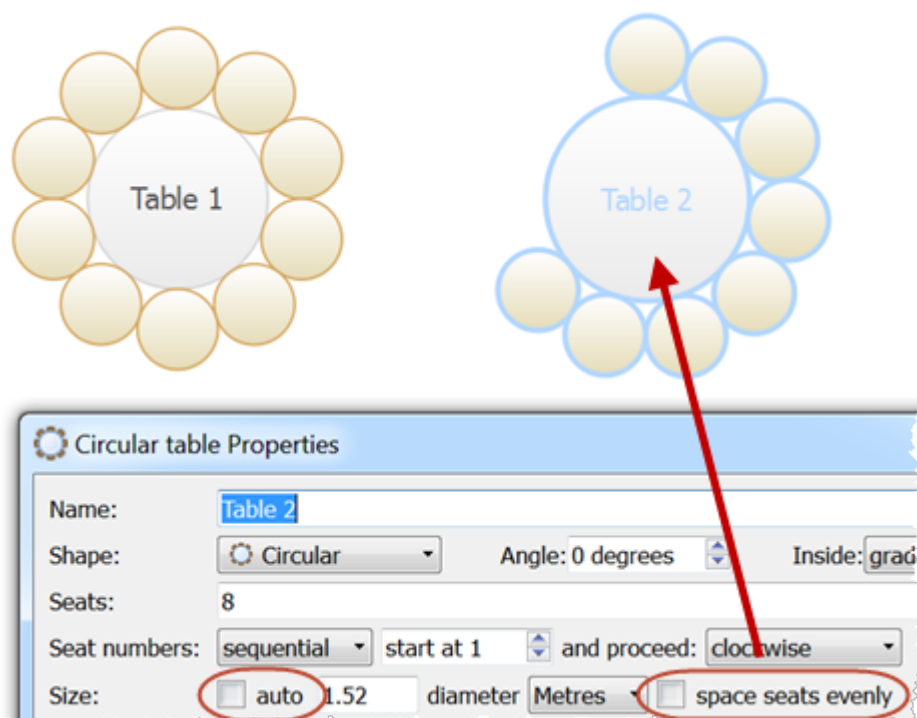 Table 1
Table 2
Circular table Properties
Name: Table 2
Shape: Circular Angle: 0 degrees Inside: grad
Seats: 8
Seat numbers: sequential start at 1 and proceed: clockwise
Size: auto 1.52 diameter Metres space seats evenly